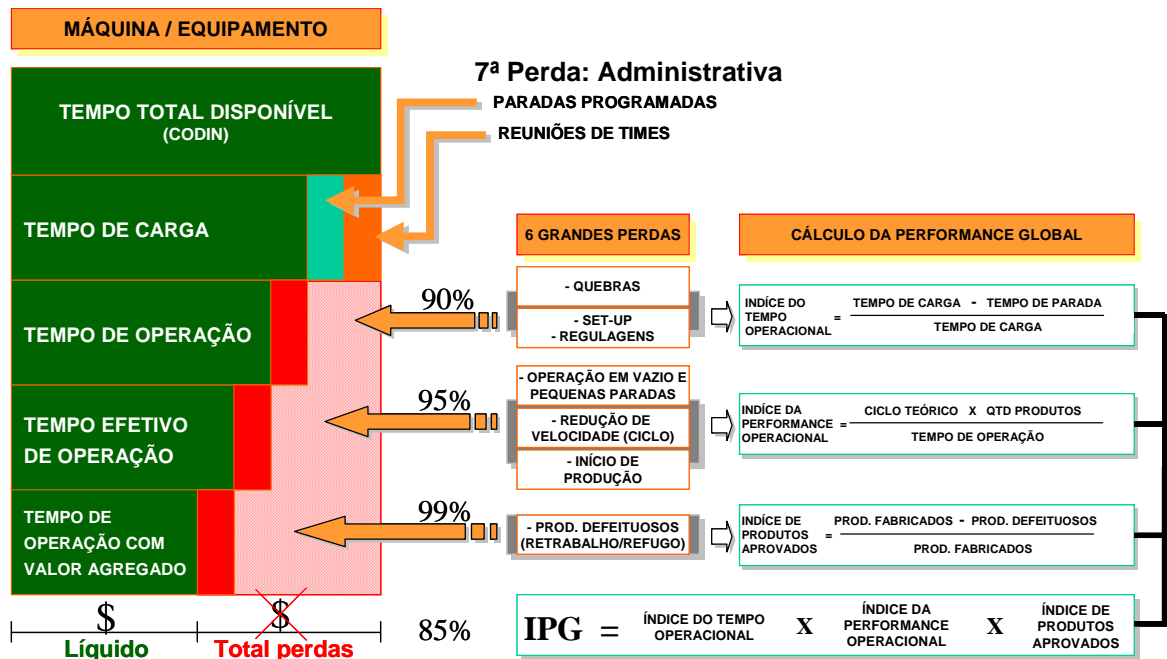 MÁQUINA / EQUIPAMENTO
TEMPO TOTAL DISPONÍVEL
(CODIN)
7ª Perda: Administrativa
PARADAS PROGRAMADAS
REUNIÕES DE TIMES
TEMPO DE CARGA
6 GRANDES PERDAS
CÁLCULO DA PERFORMANCE GLOBAL
TEMPO DE OPERAÇÃO
90%
- QUEBRAS
- SET-UP
- REGULAGENS
INDÍCE DO
TEMPO
OPERACIONAL
=
TEMPO DE CARGA - TEMPO DE PARADA
TEMPO DE CARGA
TEMPO EFETIVO
DE OPERAÇÃO
95%
- OPERAÇÃO EM VAZIO E
PEQUENAS PARADAS
- REDUÇÃO DE
VELOCIDADE (CICLO)
- INÍCIO DE
PRODUÇÃO
INDÍCE DA
PERFORMANCE
OPERACIONAL
=
CICLO TEÓRICO X QTD PRODUTOS
TEMPO DE OPERAÇÃO
TEMPO DE
OPERAÇÃO COM
VALOR AGREGADO
99%
- PROD. DEFEITUOSOS
(RETRABALHO/REFUGO)
INDÍCE DE
PRODUTOS
APROVADOS
=
PROD. FABRICADOS - PROD. DEFEITUOSOS
PROD. FABRICADOS
$
$
Líquido
Total perdas
85%
IPG =
ÍNDICE DO TEMPO
OPERACIONAL
X
ÍNDICE DA
PERFORMANCE
OPERACIONAL
X
ÍNDICE DE
PRODUTOS
APROVADOS